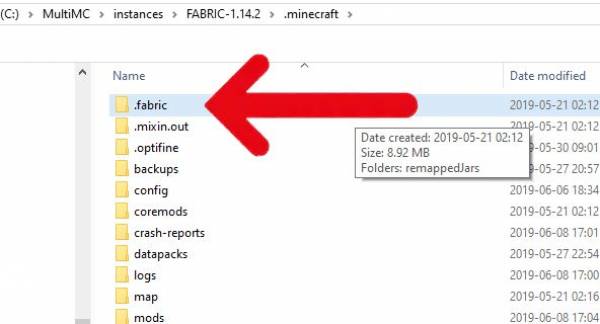 (C:) > MultiMC > instances > FABRIC-1.14.2 > .minecraft >
Name Date modified
.fabric 2019-05-21 02:12
.mixin.out 2019-05-21 02:12
Date created: 2019-05-21 02:12
Size: 8.92 MB
Folders: remappedJars
.optifine 2019-05-30 09:01
backups 2019-05-27 20:57
config 2019-06-06 18:34
coremods 2019-05-21 02:12
crash-reports 2019-06-08 17:01
datapacks 2019-05-27 22:54
logs 2019-06-08 17:00
map 2019-05-21 02:16
mods 2019-06-08 17:04